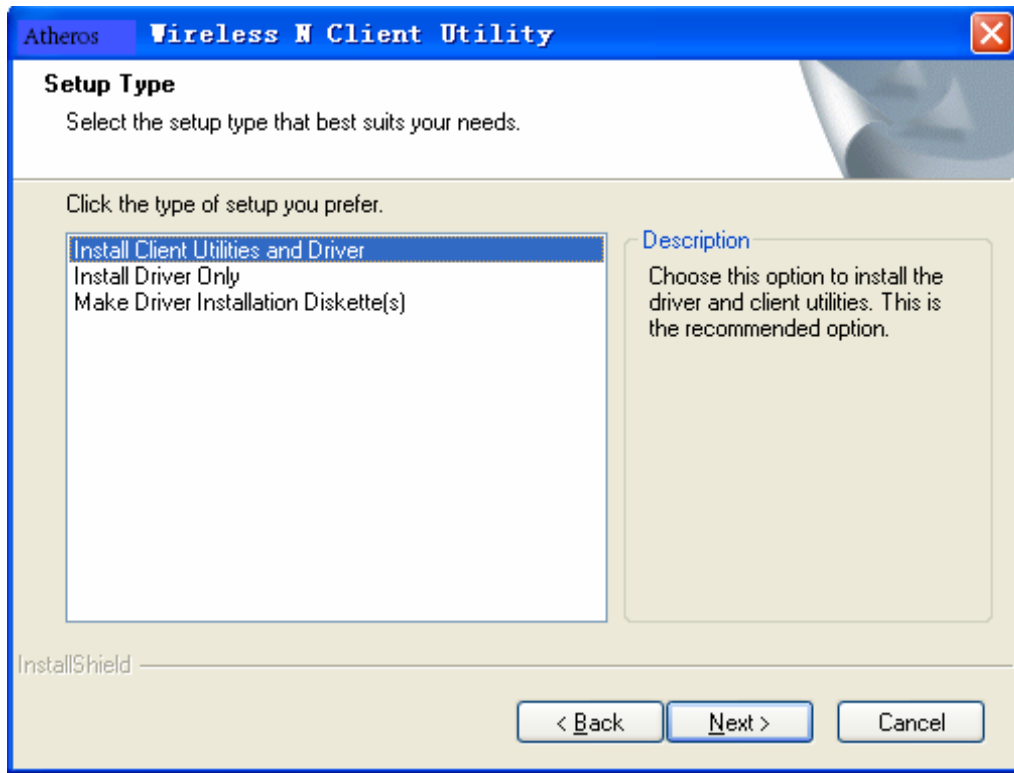 Atheros Wireless N Client Utility
Setup Type
Select the setup type that best suits your needs.
Click the type of setup you prefer.
Install Client Utilities and Driver
Install Driver Only
Make Driver Installation Diskette(s)
Description
Choose this option to install the
driver and client utilities. This is
the recommended option.
InstallShield
< Back Next > Cancel